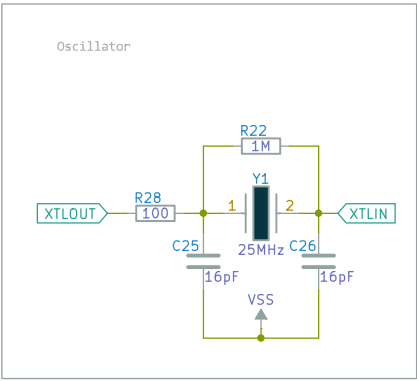 Oscillator
R22
1M
R28
Y1
XTLOUT
100
1
2
XTLIN
C25
25MHz
C26
16pF
16pF
VSS